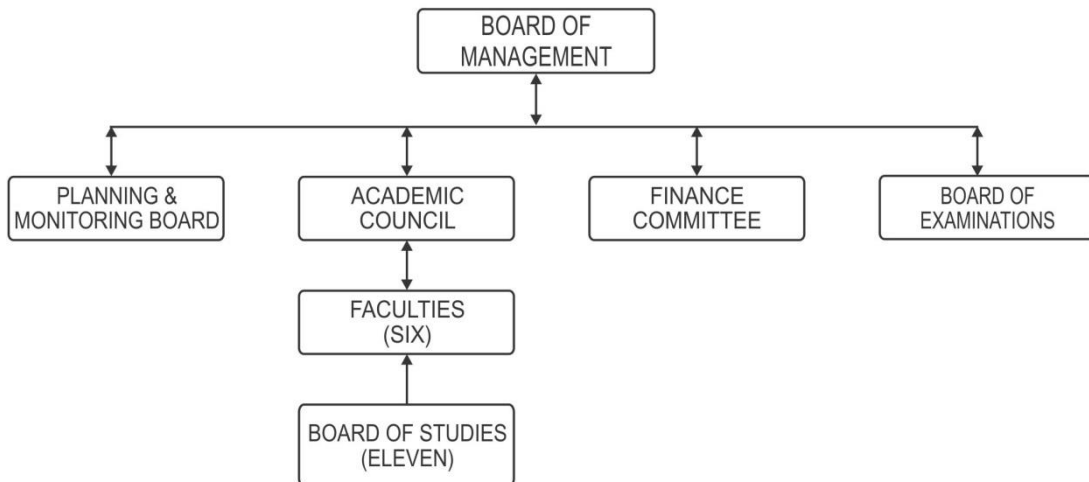 BOARD OF
MANAGEMENT
PLANNING &
MONITORING BOARD
ACADEMIC
COUNCIL
FINANCE
COMMITTEE
BOARD OF
EXAMINATIONS
FACULTIES
(SIX)
BOARD OF STUDIES
(ELEVEN)